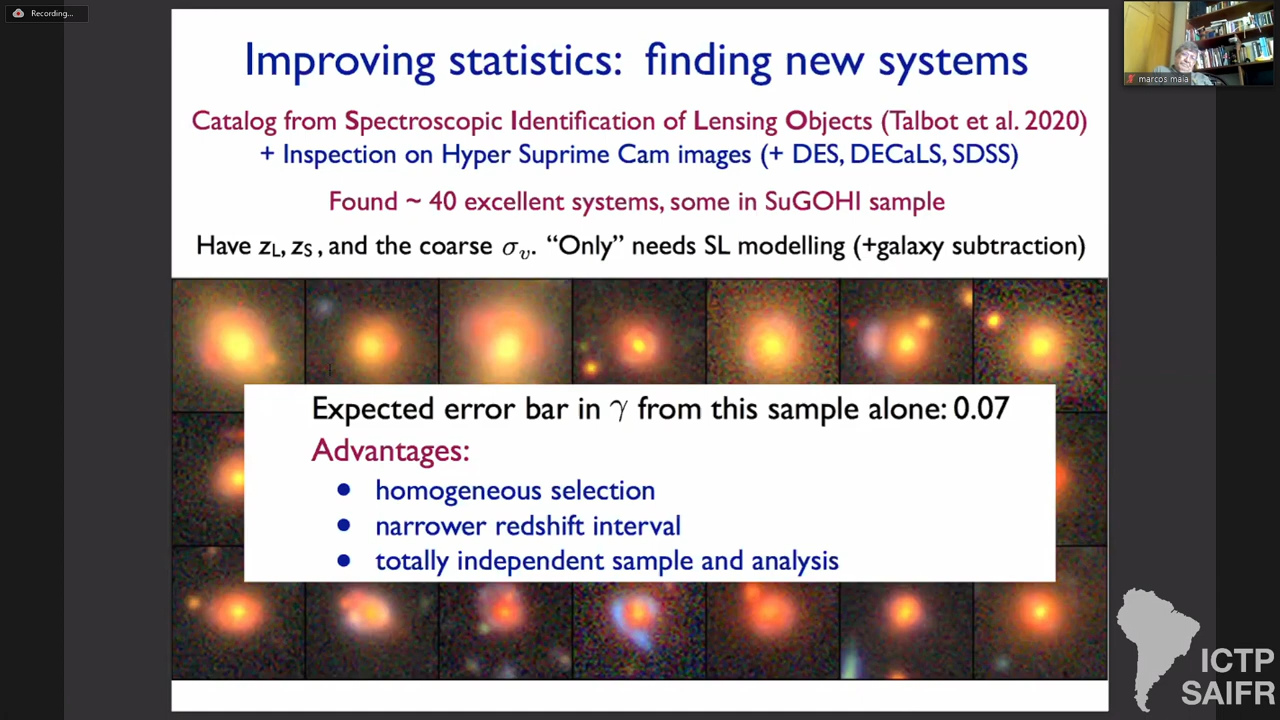 Recording...
Improving statistics: finding new systems
Catalog from Spectroscopic Identification of Lensing Objects (Talbot et al. 2020)
+ Inspection on Hyper Suprime Cam images (+ DES, DECaLS, SDSS)
Found ~ 40 excellent systems, some in SuGOHI sample
Have zL, zS , and the coarse σv. “Only” needs SL modelling (+galaxy subtraction)
Expected error bar in γ from this sample alone: 0.07
Advantages:
• homogeneous selection
• narrower redshift interval
• totally independent sample and analysis
marcos maia
ICTP
SAIFR